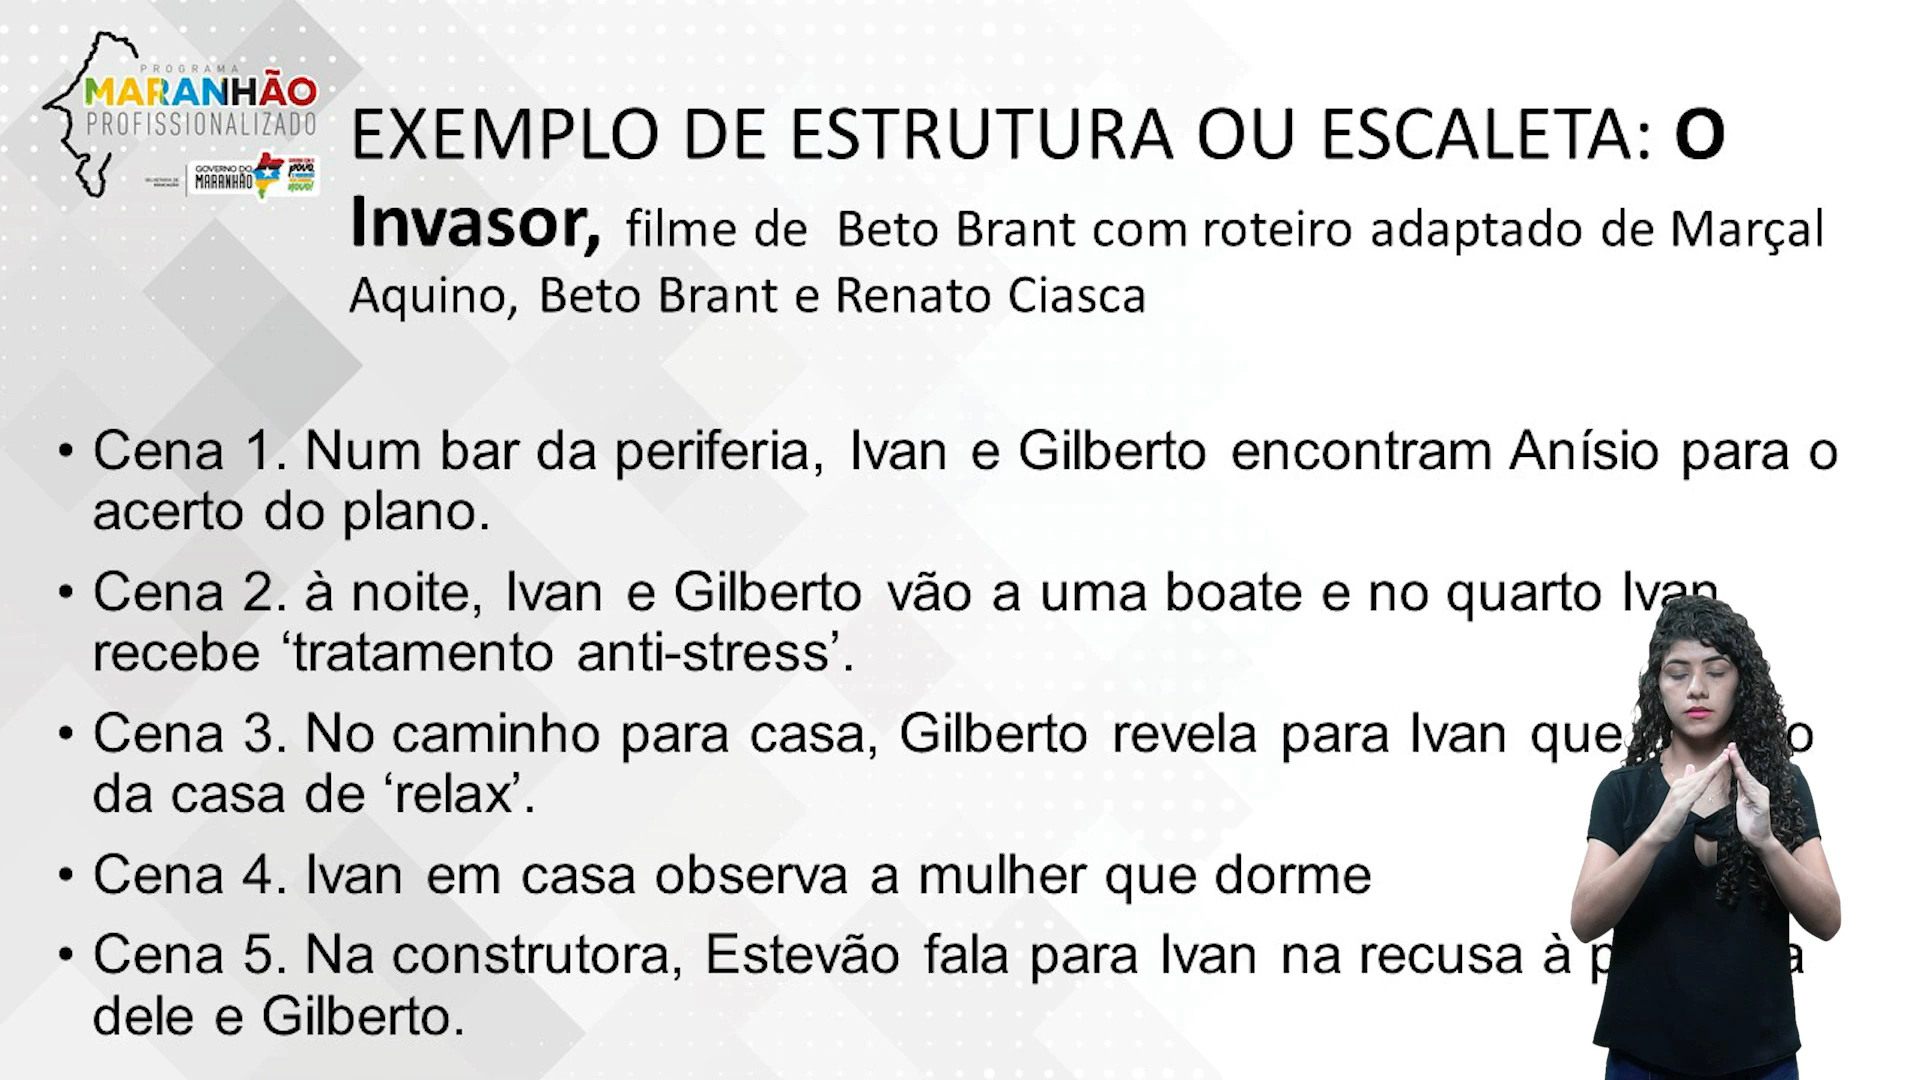 PROGRAMA
MARANHÃO
PROFISSIONALIZADO
GOVERNO DO
MARANHÃO
EXEMPLO DE ESTRUTURA OU ESCALETA: O
Invasor, filme de Beto Brant com roteiro adaptado de Marçal
Aquino, Beto Brant e Renato Ciasca
• Cena 1. Num bar da periferia, Ivan e Gilberto encontram Anísio para o
acerto do plano.
• Cena 2. à noite, Ivan e Gilberto vão a uma boate e no quarto Ivan
recebe ‘tratamento anti-stress’.
• Cena 3. No caminho para casa, Gilberto revela para Ivan que
da casa de ‘relax’.
• Cena 4. Ivan em casa observa a mulher que dorme
• Cena 5. Na construtora, Estevão fala para Ivan na recusa à
dele e Gilberto.